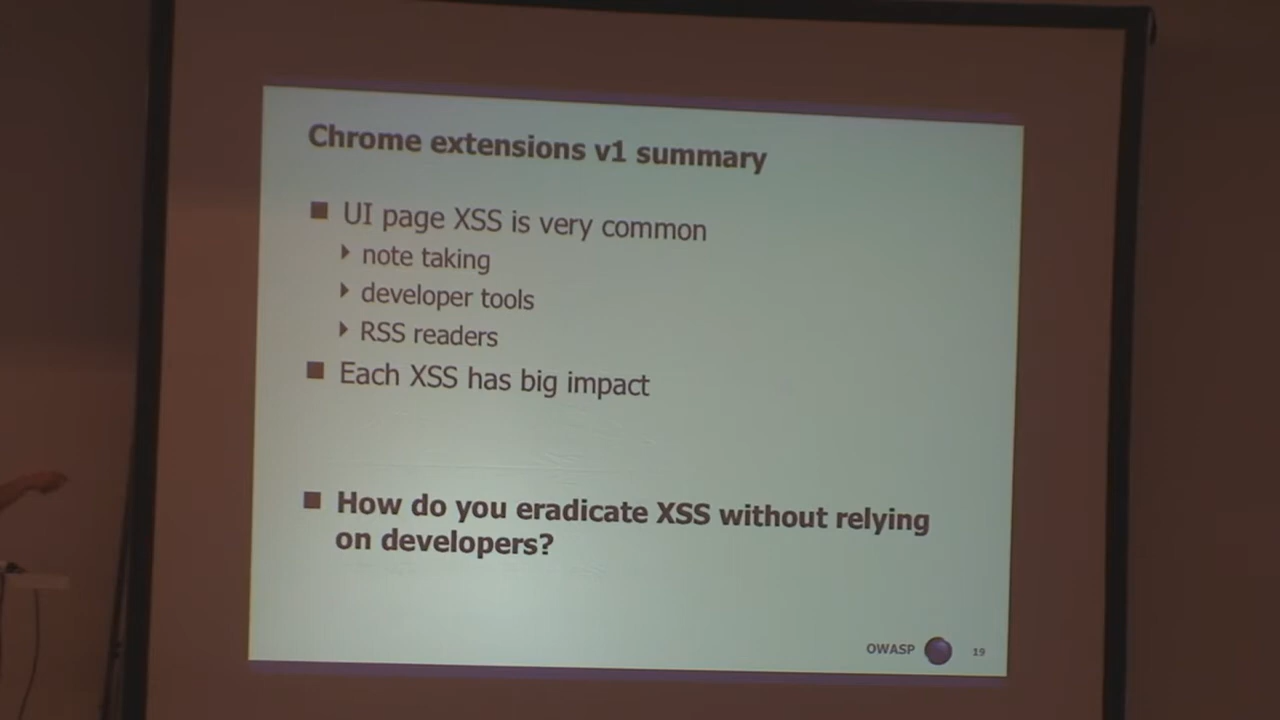 Chrome extensions v1 summary
UI page XSS is very common
note taking
developer tools
RSS readers
Each XSS has big impact
How do you eradicate XSS without relying
on developers?
OWASP 19